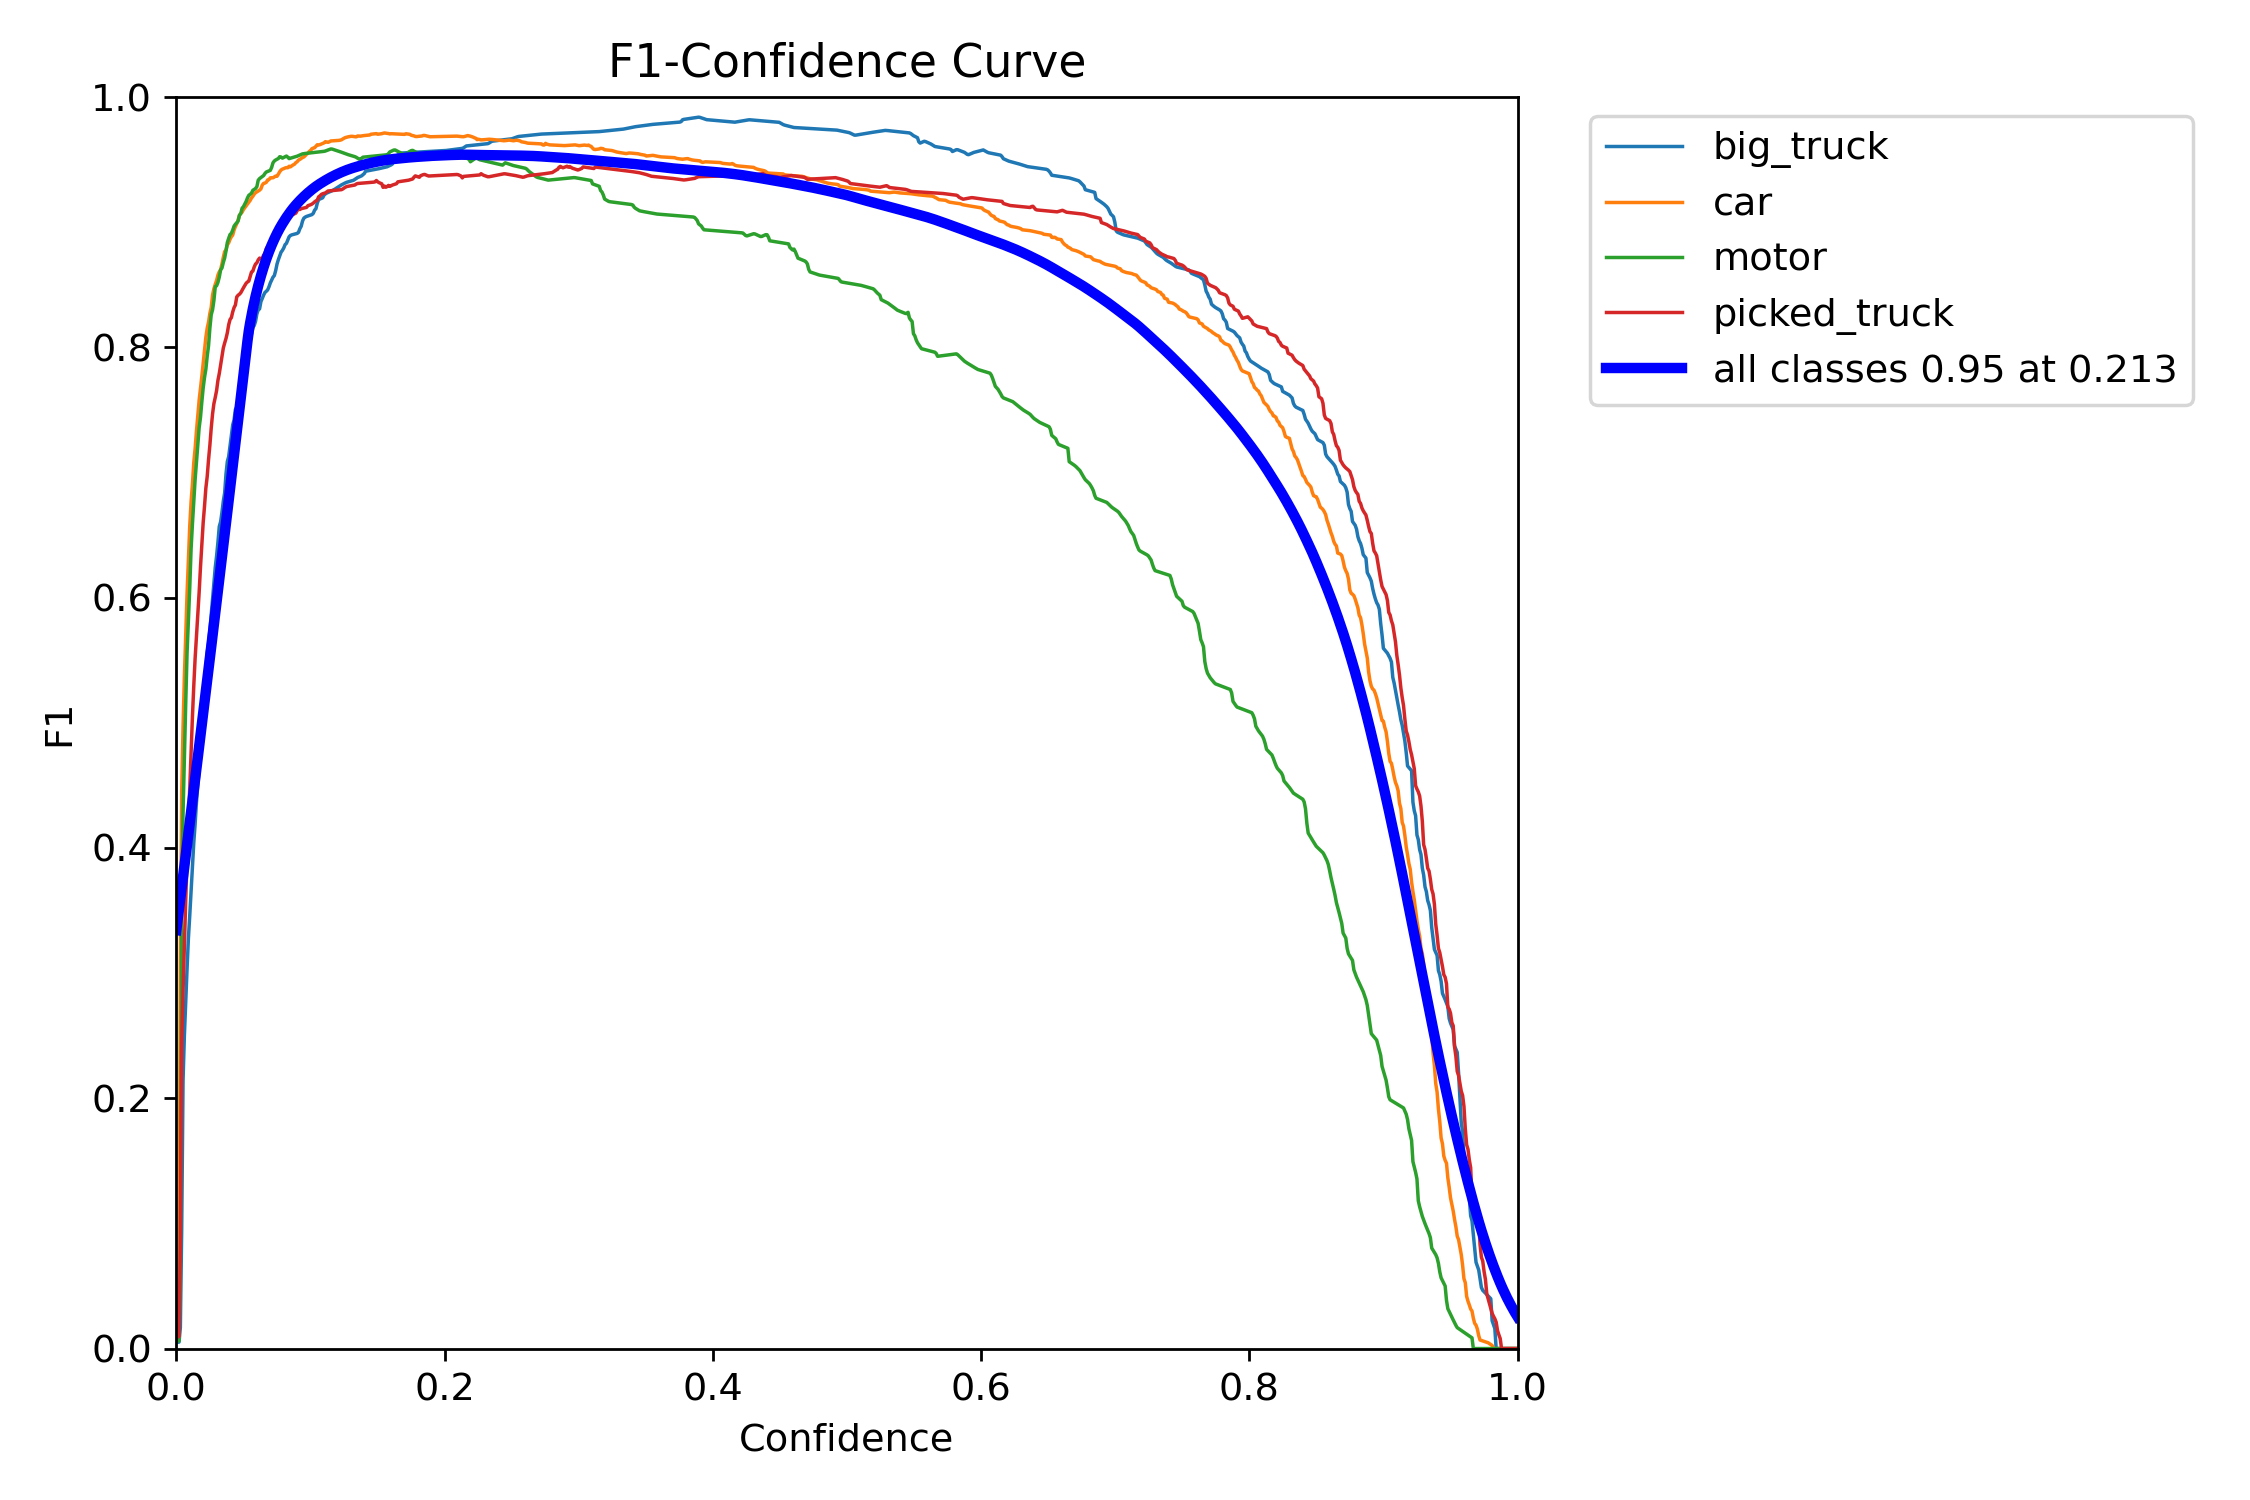 F1-Confidence Curve
1.0
0.8
0.6
0.4
0.2
0.0
F1
0.0 0.2 0.4 0.6 0.8 1.0
Confidence
big_truck
car
motor
picked_truck
all classes 0.95 at 0.213